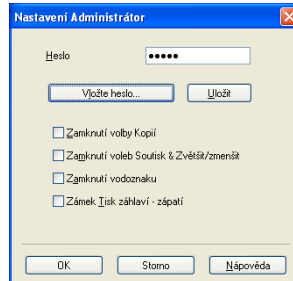 Nastavení Administrátor
Heslo •••••
Vložte heslo... Uložit
Zamknutí volby Kopií
Zamknutí voleb Soutisk & Zvětšit/zmenšit
Zamknutí vodoznaku
Zámek Tisk záhlaví - zápatí
OK Storno Nápověda